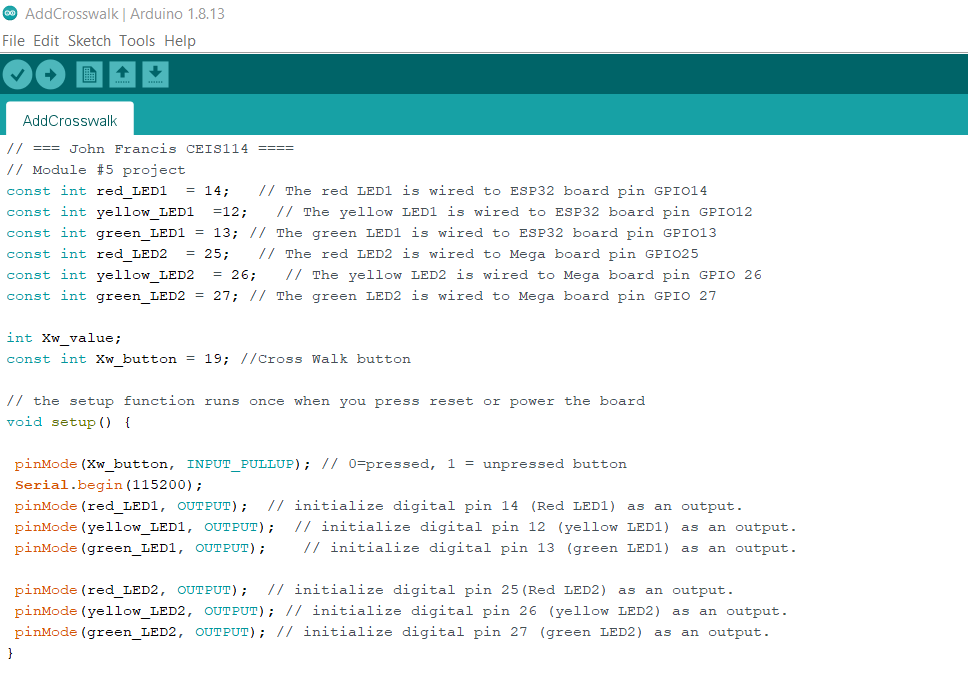 AddCrosswalk | Arduino 1.8.13
File Edit Sketch Tools Help
AddCrosswalk
// === John Francis CEIS114 ====
// Module #5 project
const int red_LED1  = 14;   // The red LED1 is wired to ESP32 board pin GPIO14
const int yellow_LED1  =12;   // The yellow LED1 is wired to ESP32 board pin GPIO12
const int green_LED1 = 13; // The green LED1 is wired to ESP32 board pin GPIO13
const int red_LED2  = 25;   // The red LED2 is wired to Mega board pin GPIO25
const int yellow_LED2  = 26;   // The yellow LED2 is wired to Mega board pin GPIO 26
const int green_LED2 = 27; // The green LED2 is wired to Mega board pin GPIO 27
int Xw_value;
const int Xw_button = 19; //Cross Walk button
// the setup function runs once when you press reset or power the board
void setup() {
pinMode(Xw_button, INPUT_PULLUP); // 0=pressed, 1 = unpressed button
Serial.begin(115200);
pinMode(red_LED1, OUTPUT);  // initialize digital pin 14 (Red LED1) as an output.
pinMode(yellow_LED1, OUTPUT);  // initialize digital pin 12 (yellow LED1) as an output.
pinMode(green_LED1, OUTPUT);    // initialize digital pin 13 (green LED1) as an output.
pinMode(red_LED2, OUTPUT);  // initialize digital pin 25(Red LED2) as an output.
pinMode(yellow_LED2, OUTPUT); // initialize digital pin 26 (yellow LED2) as an output.
pinMode(green_LED2, OUTPUT); // initialize digital pin 27 (green LED2) as an output.
}